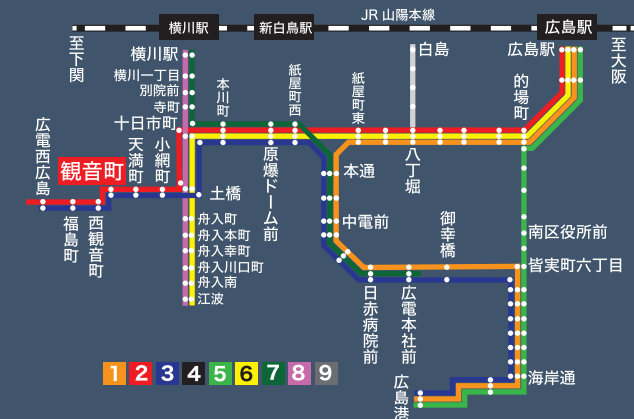 JR 山陽本線
横川駅
新白鳥駅
広島駅
至下関
至大阪
横川駅
横川一丁目
別院前
寺町
十日市町
本川町
紙屋町西
紙屋町東
白島
広島駅
的場町
広電西広島
観音町
天満町
小網町
土橋
原爆ドーム前
本通
八丁堀
福島町
西観音町
舟入町
舟入本町
舟入幸町
舟入川口町
舟入南
江波
中電前
御幸橋
南区役所前
皆実町六丁目
日赤病院前
広電本社前
海岸通
広島港
1 2 3 4 5 6 7 8 9